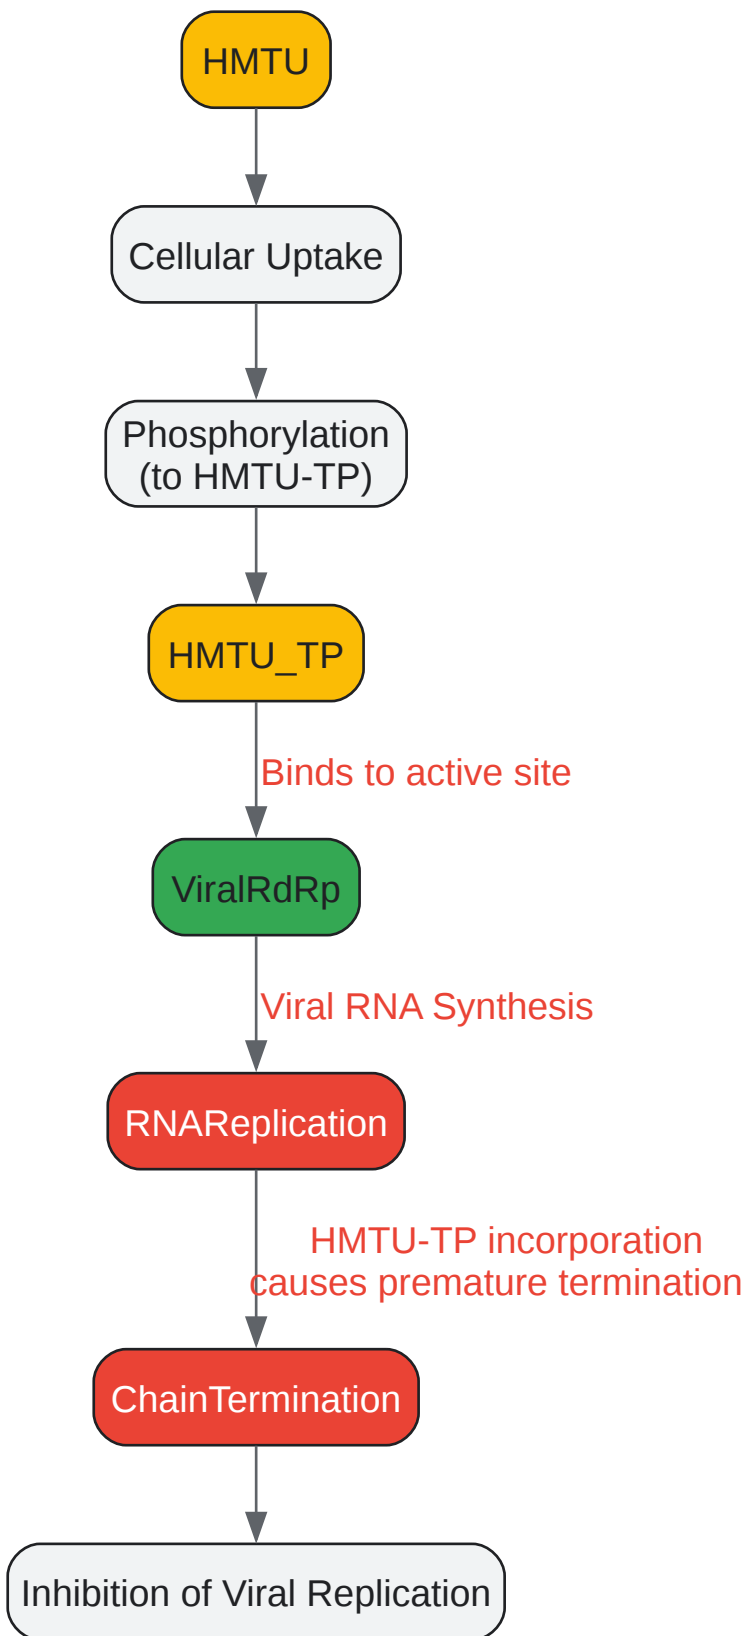 HMTU
Cellular Uptake
Phosphorylation
(to HMTU-TP)
HMTU_TP
Binds to active site
ViralRdRp
Viral RNA Synthesis
RNAReplication
HMTU-TP incorporation
causes premature termination
ChainTermination
Inhibition of Viral Replication